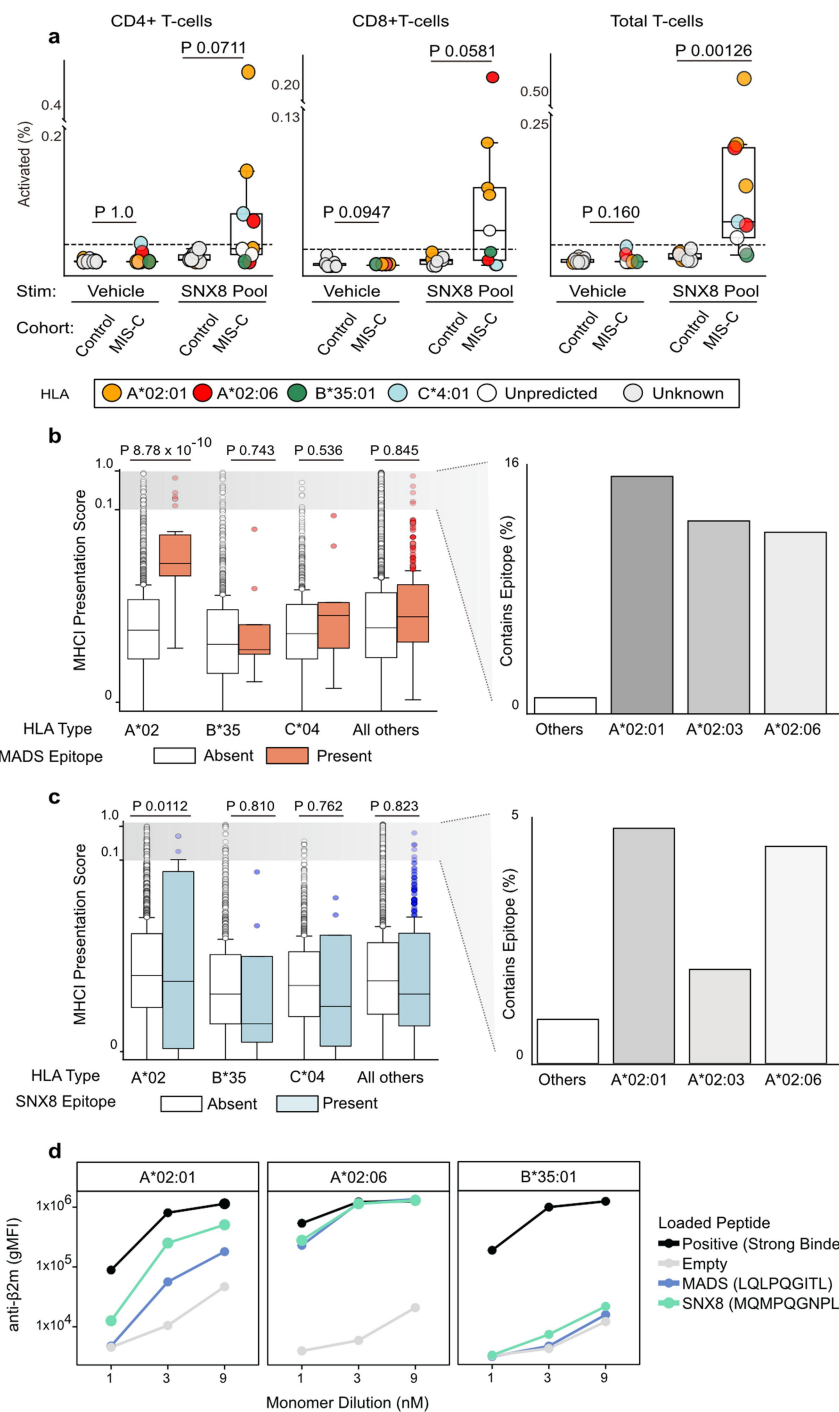 a
CD4+ T-cells
CD8+T-cells
Total T-cells
P 0.0711
P 0.0581
P 0.00126
0.4
0.20
0.50
0.2
0.13
0.25
Activated (%)
P 1.0
P 0.0947
P 0.160
Stim: Vehicle SNX8 Pool Vehicle SNX8 Pool Vehicle SNX8 Pool
Cohort: Control MIS-C Control MIS-C Control MIS-C Control MIS-C Control MIS-C Control MIS-C
HLA A*02:01 A*02:06 B*35:01 C*4:01 Unpredicted Unknown
b
P 8.78 x 10-10 P 0.743 P 0.536 P 0.845
1.0
0.1
0
MHCI Presentation Score
HLA Type A*02 B*35 C*04 All others
MADS Epitope Absent Present
16
0
Contains Epitope (%)
Others A*02:01 A*02:03 A*02:06
c
P 0.0112 P 0.810 P 0.762 P 0.823
1.0
0.1
0
MHCI Presentation Score
HLA Type A*02 B*35 C*04 All others
SNX8 Epitope Absent Present
5
0
Contains Epitope (%)
Others A*02:01 A*02:03 A*02:06
d
A*02:01 A*02:06 B*35:01
1x10⁶
1x10⁵
1x10⁴
anti-β2m (gMFI)
1 3 9 1 3 9 1 3 9
Monomer Dilution (nM)
Loaded Peptide
Positive (Strong Binde
Empty
MADS (LQLPQGITL)
SNX8 (MQMPQGNPL